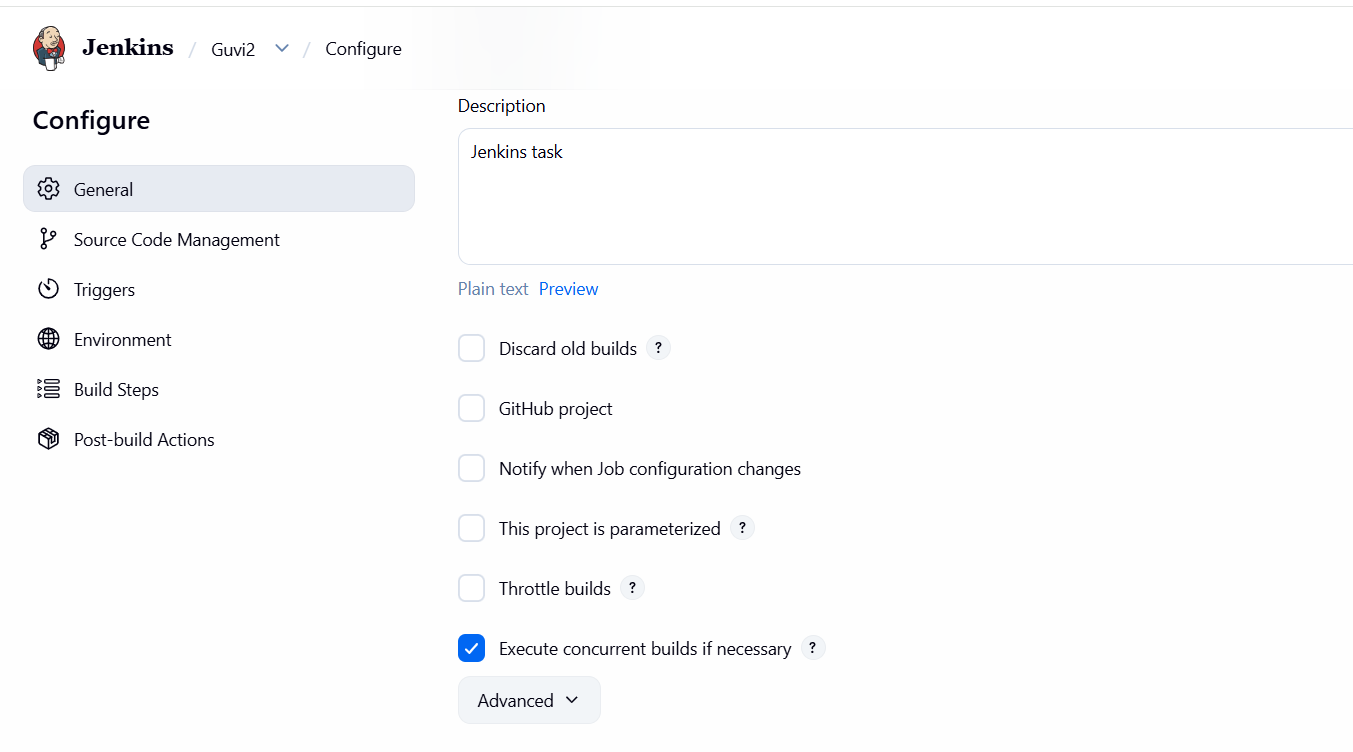 Jenkins / Guvi2 / Configure
Configure
General
Source Code Management
Triggers
Environment
Build Steps
Post-build Actions
Description
Jenkins task
Plain text Preview
Discard old builds ?
GitHub project
Notify when Job configuration changes
This project is parameterized ?
Throttle builds ?
Execute concurrent builds if necessary ?
Advanced